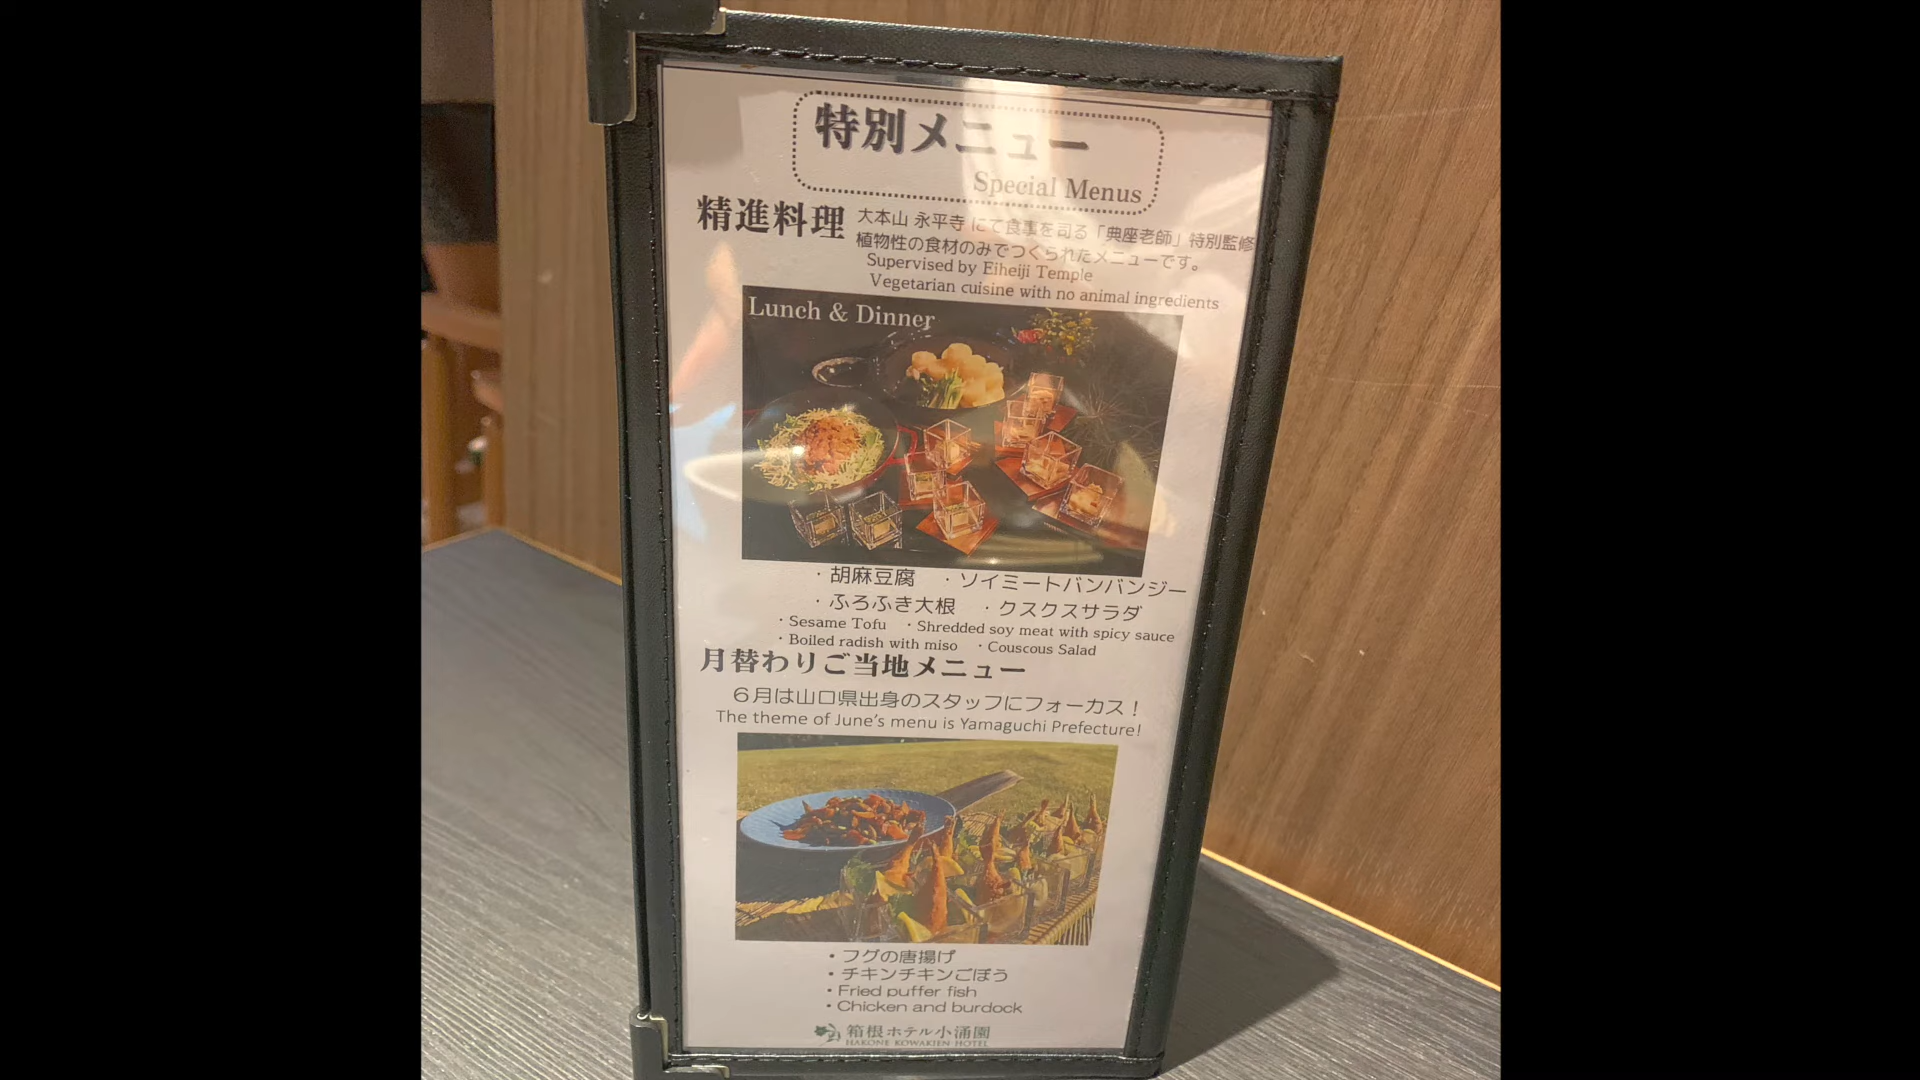 特別メニュー
Special Menus
精進料理
大本山 永平寺 にて食事を司る「典座老師」特別監修
植物性の食材のみでつくられたメニューです。
Supervised by Eiheiji Temple
Vegetarian cuisine with no animal ingredients
Lunch & Dinner
・胡麻豆腐 ・ソイミートバンバンジー
・ふろふき大根 ・クスクスサラダ
・Sesame Tofu ・Shredded soy meat with spicy sauce
・Boiled radish with miso ・Couscous Salad
月替わりご当地メニュー
６月は山口県出身のスタッフにフォーカス！
The theme of June's menu is Yamaguchi Prefecture!
・フグの唐揚げ
・チキンチキンごぼう
・Fried puffer fish
・Chicken and burdock
箱根ホテル小涌園
HAKONE KOWAKIEN HOTEL